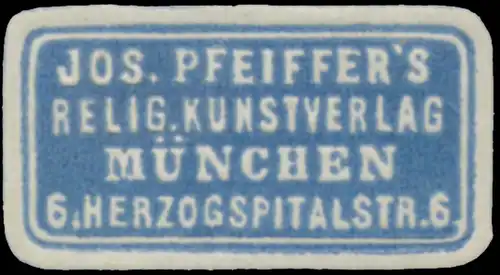 JOS. PFEIFFER'S
RELIG. KUNSTVERLAG
MÜNCHEN
6, HERZOGSPITALSTR. 6.